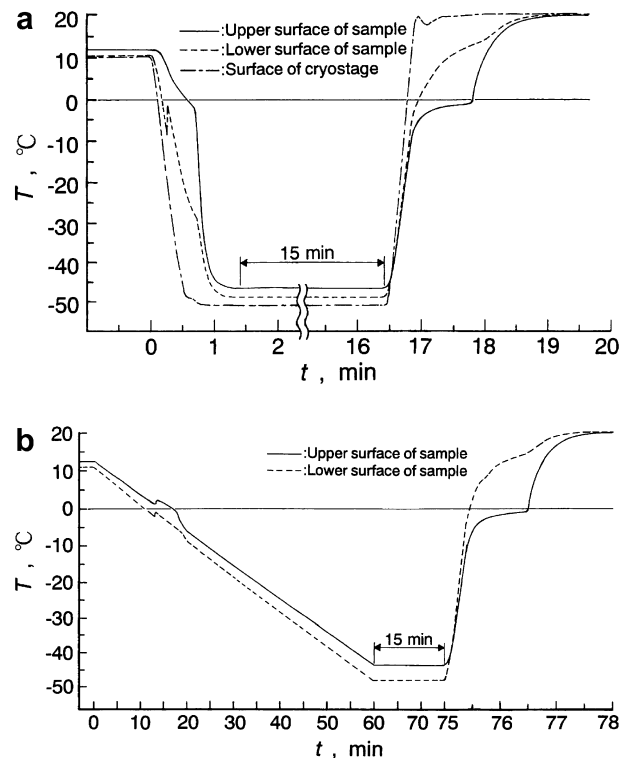 a
20
10
0
-10
-20
-30
-40
-50
T , °C
:Upper surface of sample
:Lower surface of sample
:Surface of cryostage
15 min
0 1 2 16 17 18 19 20
t , min
b
20
10
0
-10
-20
-30
-40
-50
T , °C
:Upper surface of sample
:Lower surface of sample
15 min
0 10 20 30 40 50 60 70 75 76 77 78
t , min